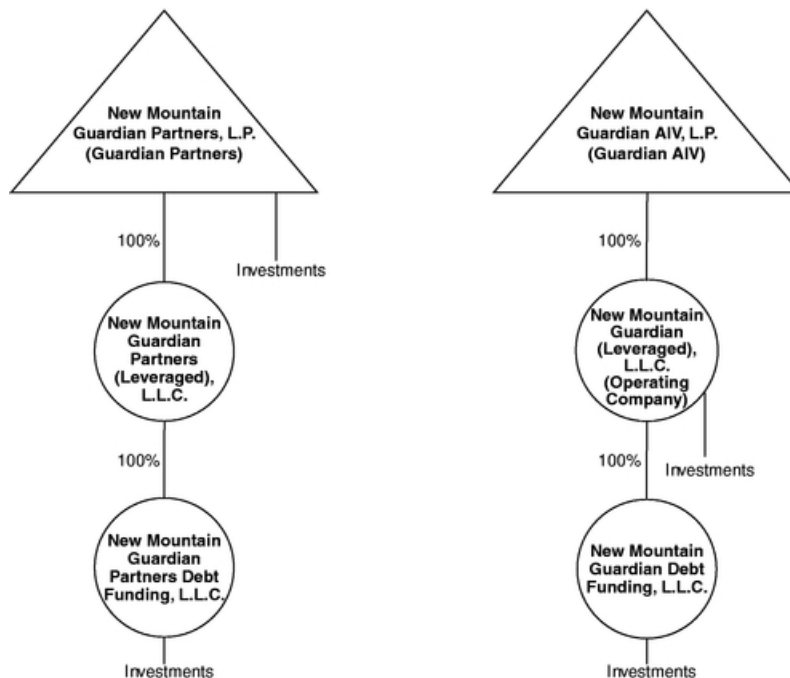 New Mountain
Guardian Partners, L.P.
(Guardian Partners)
100%
Investments
New Mountain
Guardian
Partners
(Leveraged),
L.L.C.
100%
New Mountain
Guardian
Partners Debt
Funding, L.L.C.
Investments
New Mountain
Guardian AIV, L.P.
(Guardian AIV)
100%
New Mountain
Guardian
(Leveraged),
L.L.C.
(Operating
Company)
100%
Investments
New Mountain
Guardian Debt
Funding, L.L.C.
Investments